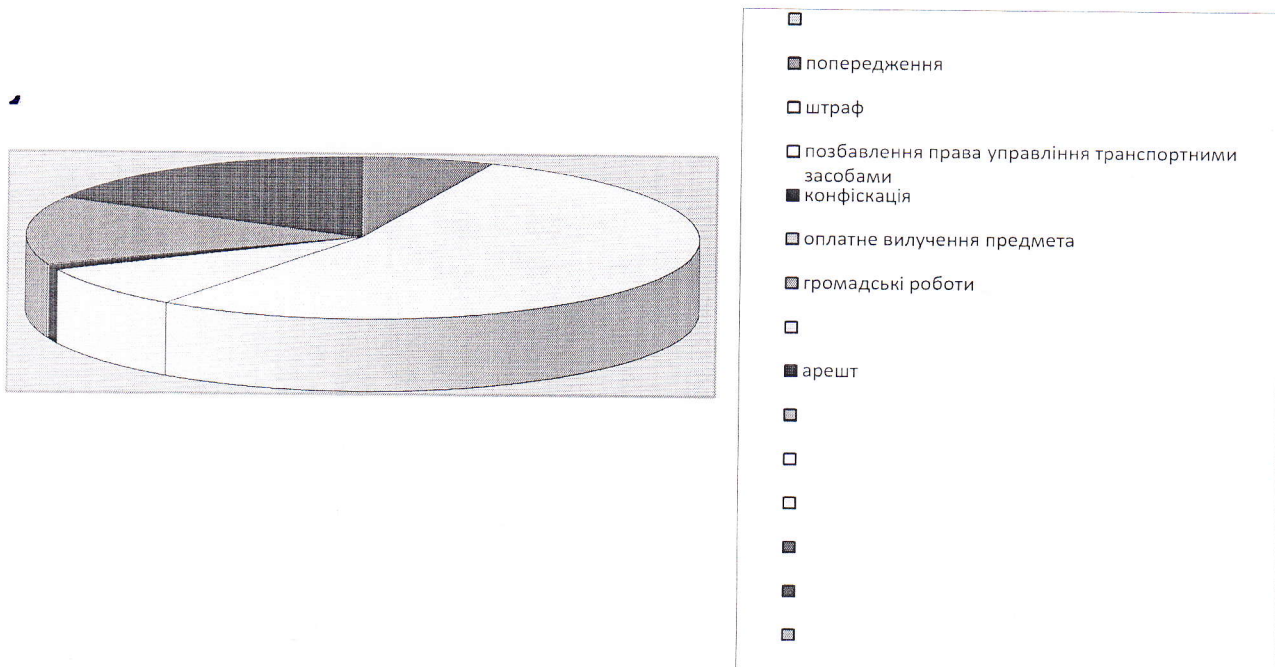 попередження
штраф
позбавлення права управління транспортними
засобами
конфіскація
оплатне вилучення предмета
громадські роботи
арешт